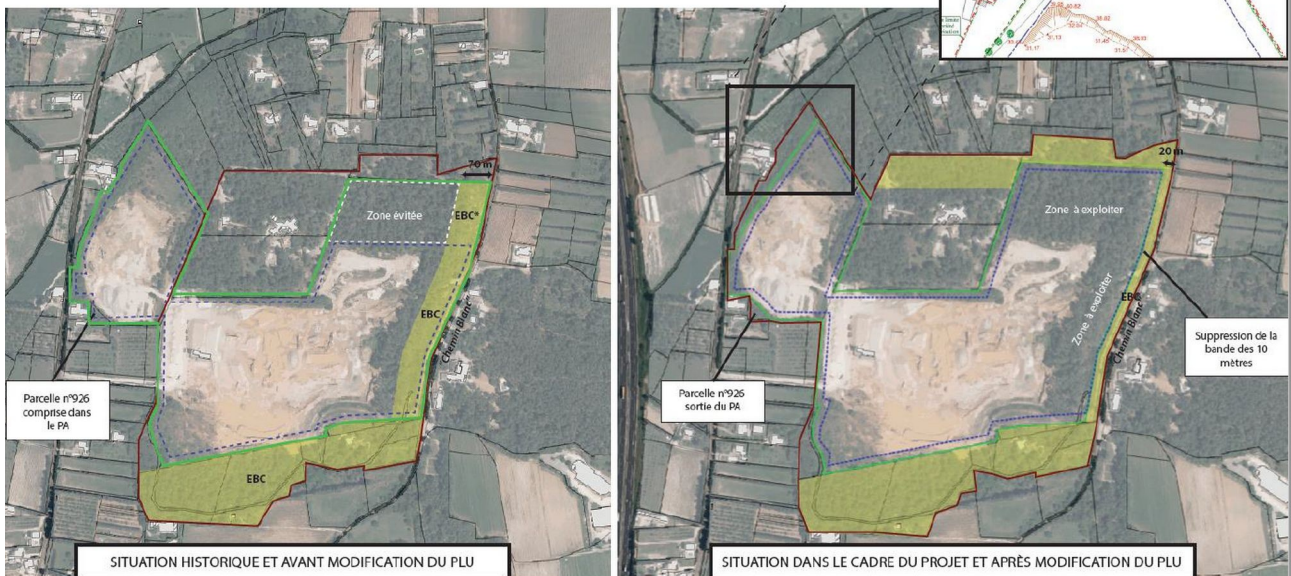 70 m
Zone évitée
EBC*
EBC
Chemin Blanc
Parcelle n°926
comprise dans
le PA
EBC
SITUATION HISTORIQUE ET AVANT MODIFICATION DU PLU
20 m
Zone à exploiter
Zone à exploiter
EBC
Chemin Blanc
Suppression de la
bande des 10
mètres
Parcelle n°926
sortie du PA
SITUATION DANS LE CADRE DU PROJET ET APRÈS MODIFICATION DU PLU